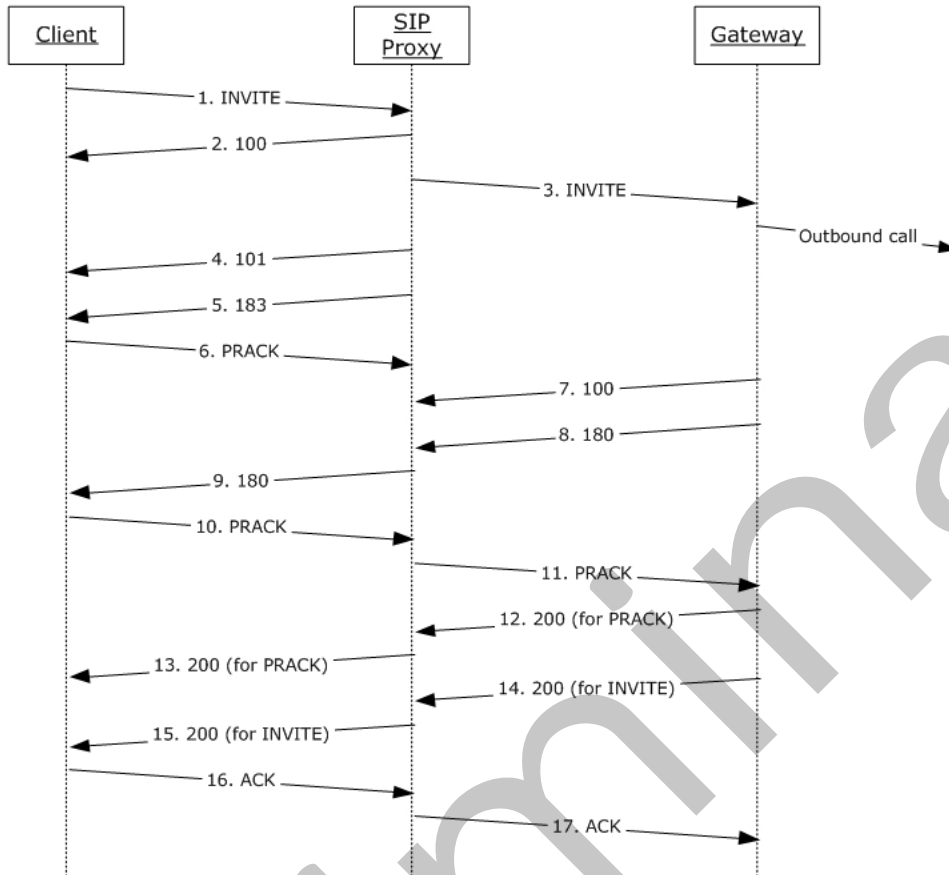 Client
SIP
Proxy
Gateway
1. INVITE
2. 100
3. INVITE
Outbound call
4. 101
5. 183
6. PRACK
7. 100
8. 180
9. 180
10. PRACK
11. PRACK
12. 200 (for PRACK)
13. 200 (for PRACK)
14. 200 (for INVITE)
15. 200 (for INVITE)
16. ACK
17. ACK
imina